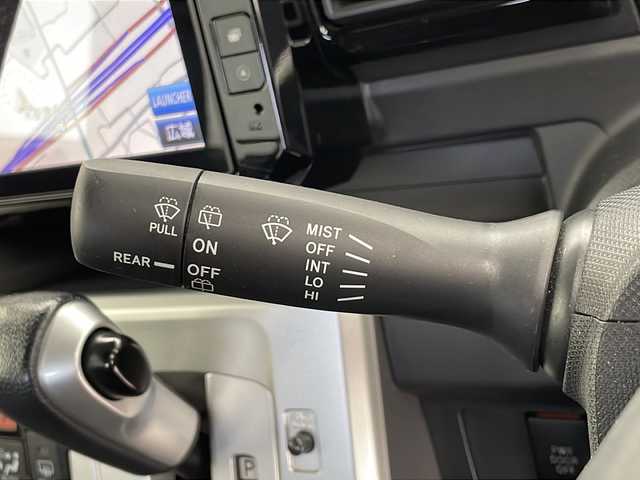 LAUNCHER
広域
PULL
REAR
ON
OFF
MIST
OFF
INT
LO
HI
P